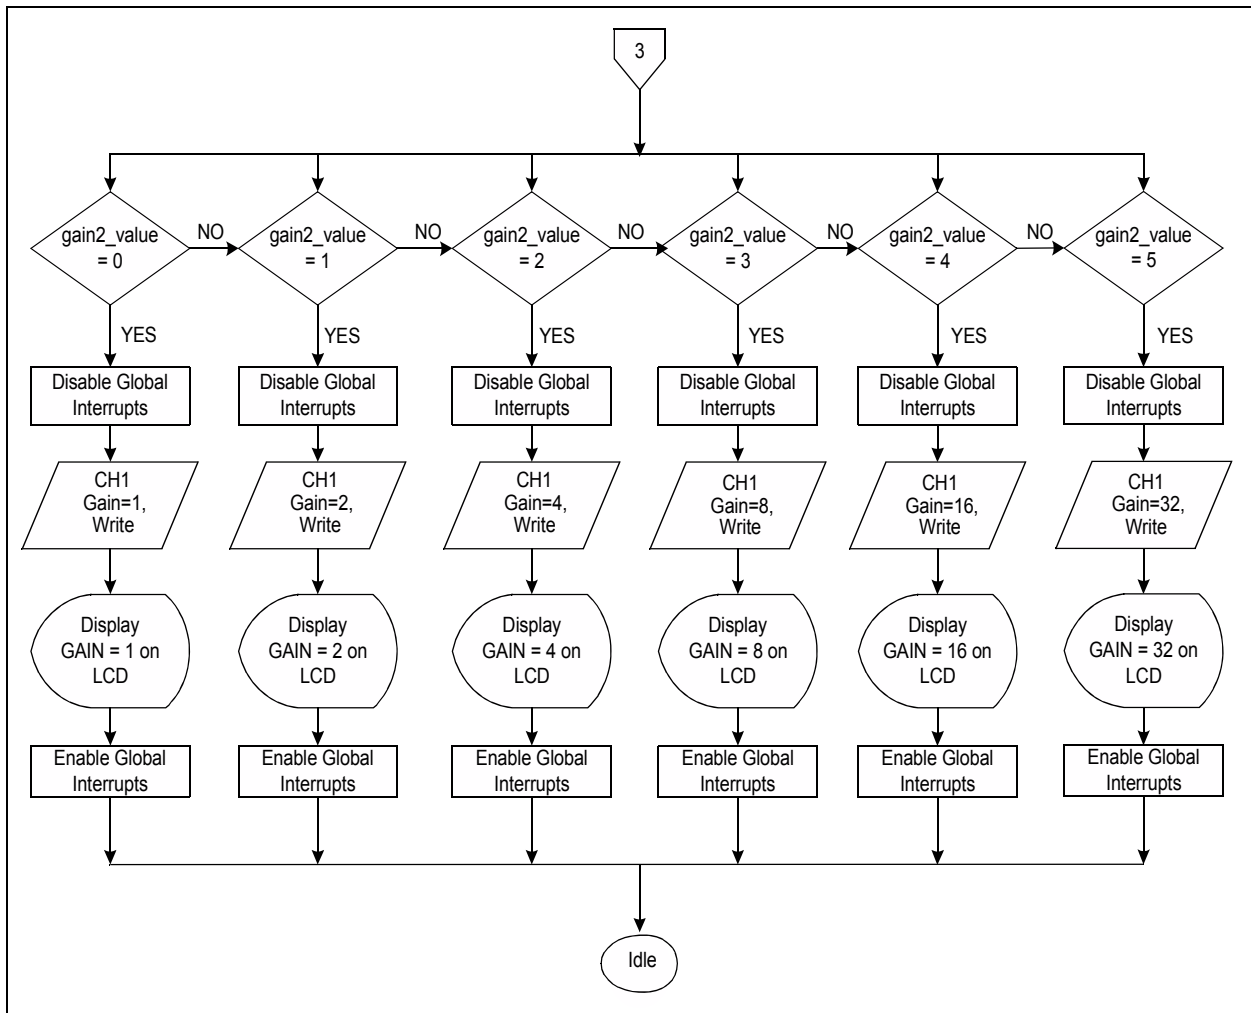 3
gain2_value
= 0
NO
gain2_value
= 1
NO
gain2_value
= 2
NO
gain2_value
= 3
NO
gain2_value
= 4
NO
gain2_value
= 5
YES
YES
YES
YES
YES
YES
Disable Global
Interrupts
Disable Global
Interrupts
Disable Global
Interrupts
Disable Global
Interrupts
Disable Global
Interrupts
Disable Global
Interrupts
CH1
Gain=1,
Write
CH1
Gain=2,
Write
CH1
Gain=4,
Write
CH1
Gain=8,
Write
CH1
Gain=16,
Write
CH1
Gain=32,
Write
Display
GAIN = 1 on
LCD
Display
GAIN = 2 on
LCD
Display
GAIN = 4 on
LCD
Display
GAIN = 8 on
LCD
Display
GAIN = 16 on
LCD
Display
GAIN = 32 on
LCD
Enable Global
Interrupts
Enable Global
Interrupts
Enable Global
Interrupts
Enable Global
Interrupts
Enable Global
Interrupts
Enable Global
Interrupts
Idle